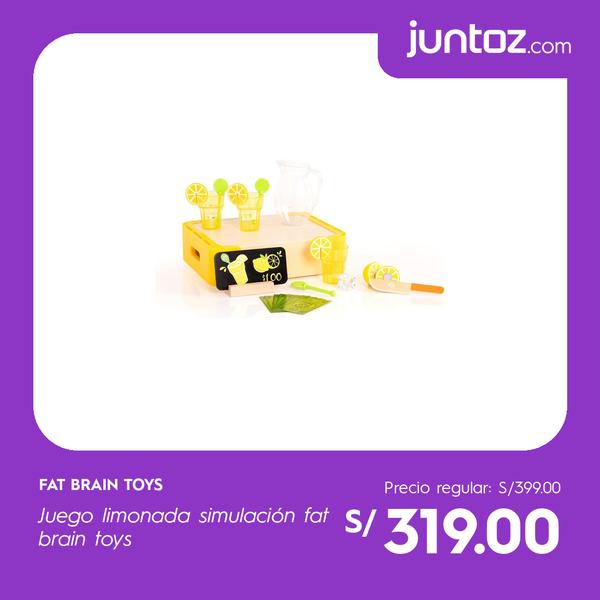 juntoz.com
$1.00
FAT BRAIN TOYS
Juego limonada simulación fat
brain toys
Precio regular: S/399.00
S/ 319.00